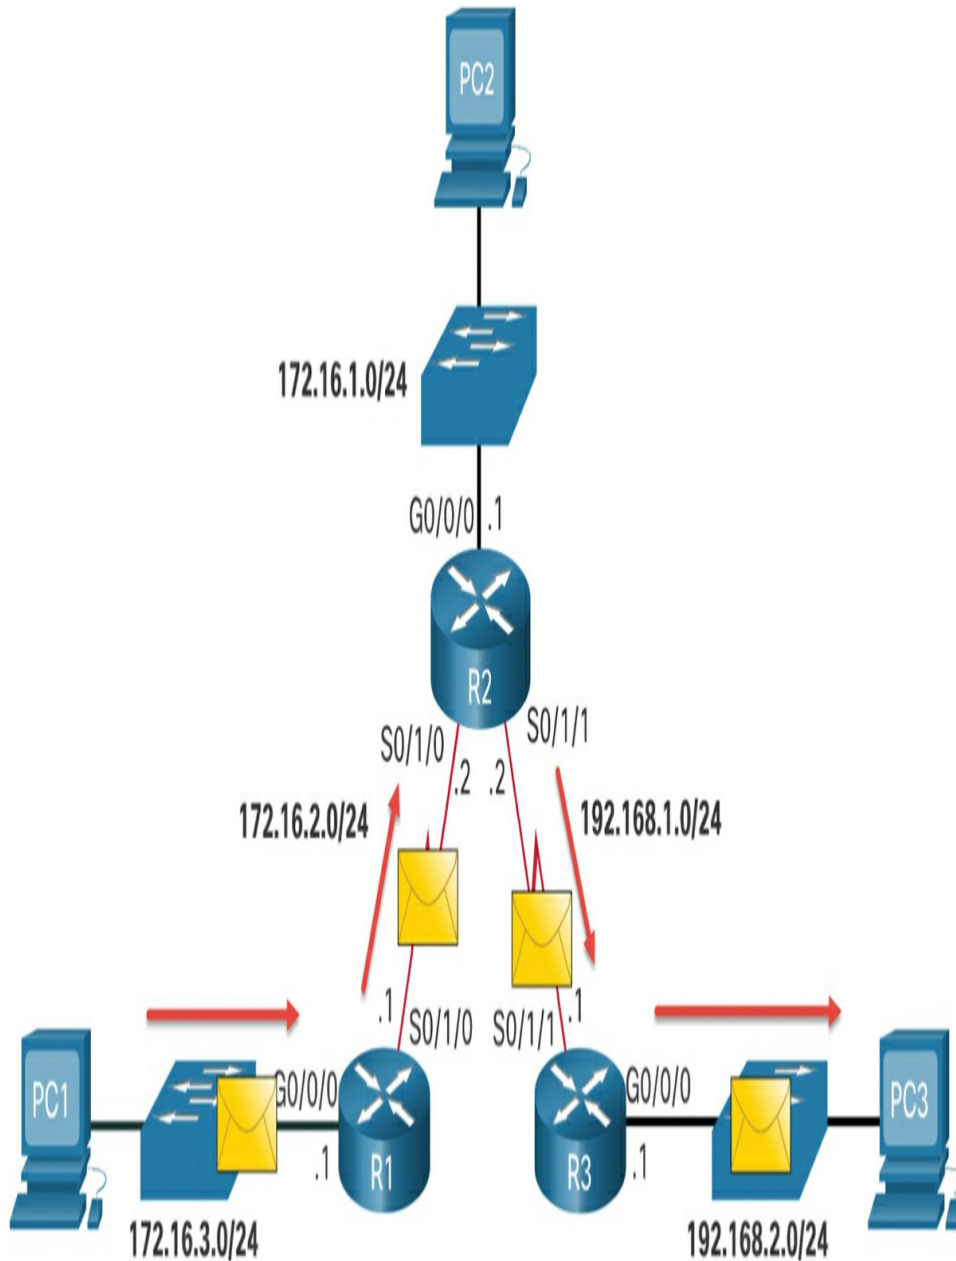 PC2
172.16.1.0/24
G0/0/0 .1
R2
S0/1/0 S0/1/1
.2 .2
172.16.2.0/24 192.168.1.0/24
.1 S0/1/0 S0/1/1 .1
PC1 G0/0/0 .1 R1
R3 G0/0/0 .1 PC3
172.16.3.0/24 192.168.2.0/24